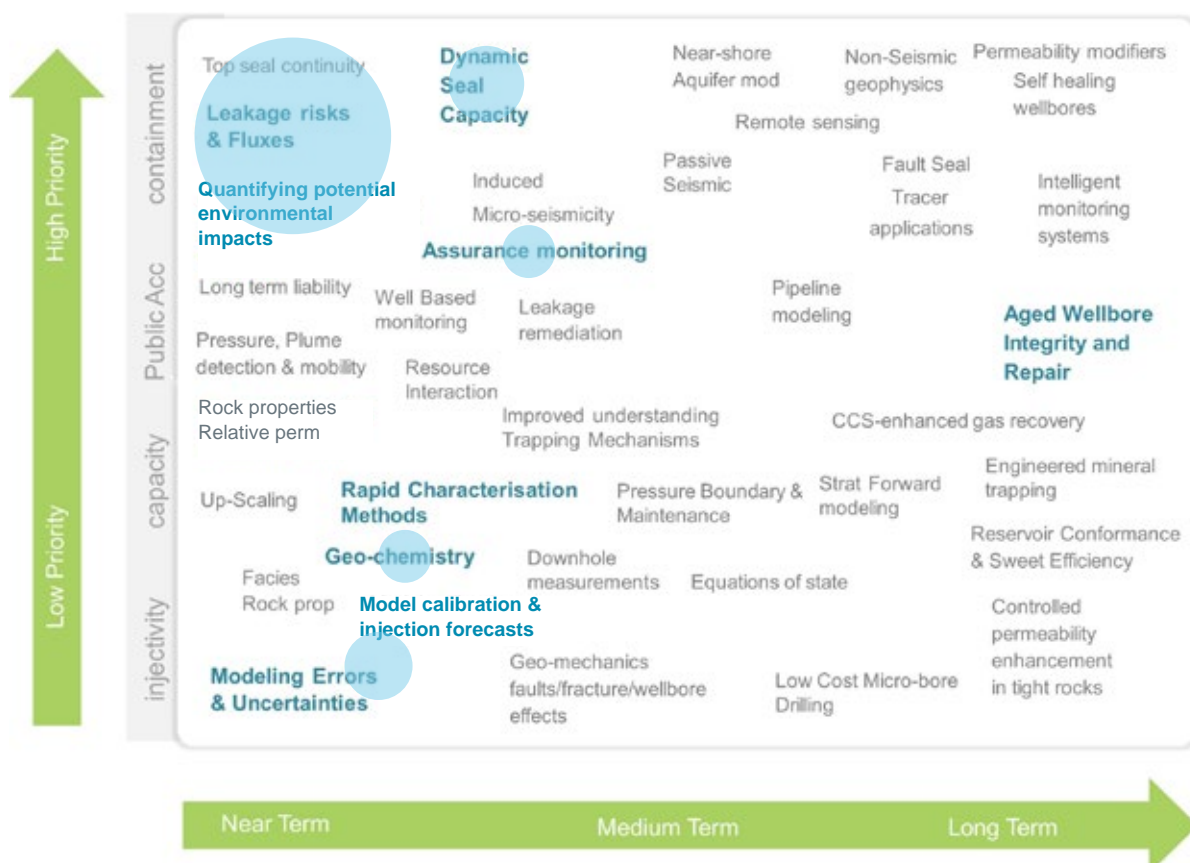 High Priority
Low Priority
containment
Public Acc
capacity
injectivity
Top seal continuity
Leakage risks
& Fluxes
Quantifying potential
environmental
impacts
Dynamic
Seal
Capacity
Near-shore
Aquifer mod
Non-Seismic
geophysics
Permeability modifiers
Self healing
wellbores
Remote sensing
Induced
Micro-seismicity
Passive
Seismic
Fault Seal
Tracer
applications
Intelligent
monitoring
systems
Assurance monitoring
Long term liability
Well Based
monitoring
Leakage
remediation
Pipeline
modeling
Aged Wellbore
Integrity and
Repair
Pressure, Plume
detection & mobility
Resource
Interaction
Rock properties
Relative perm
Improved understanding
Trapping Mechanisms
CCS-enhanced gas recovery
Up-Scaling
Rapid Characterisation
Methods
Pressure Boundary &
Maintenance
Strat Forward
modeling
Engineered mineral
trapping
Geo-chemistry
Downhole
measurements
Equations of state
Reservoir Conformance
& Sweet Efficiency
Facies
Rock prop
Model calibration &
injection forecasts
Controlled
permeability
enhancement
in tight rocks
Modeling Errors
& Uncertainties
Geo-mechanics
faults/fracture/wellbore
effects
Low Cost Micro-bore
Drilling
Near Term
Medium Term
Long Term